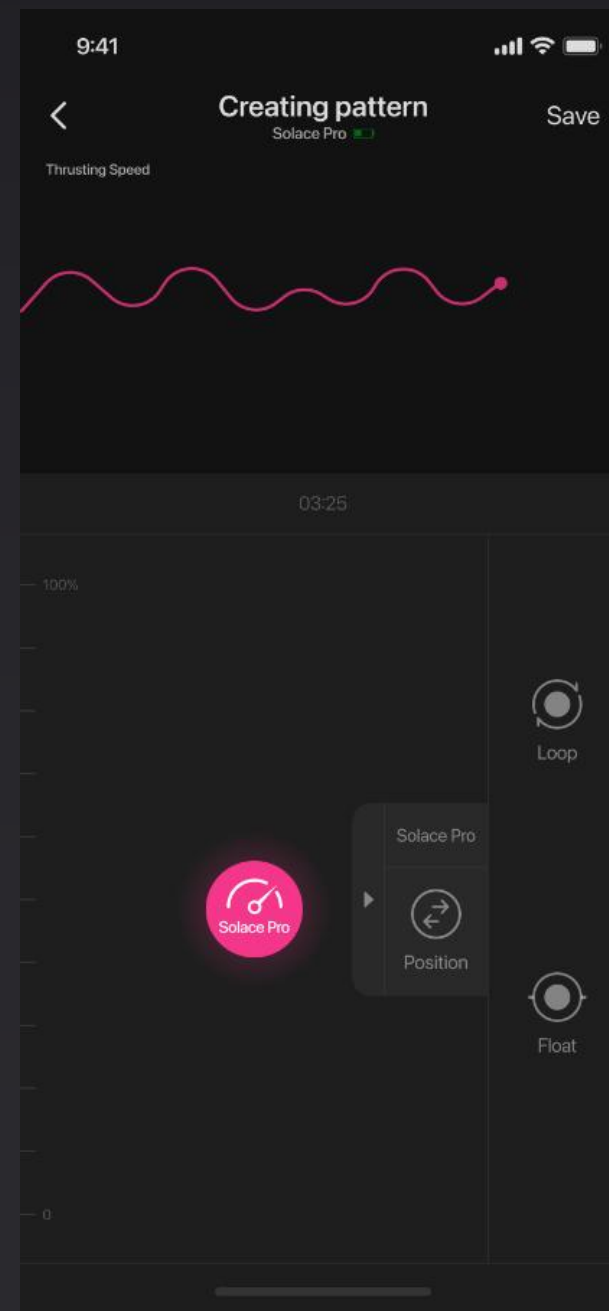 9:41
Creating pattern
Save
Solace Pro
Thrusting Speed
03:25
100%
Loop
Solace Pro
Solace Pro
Position
Float
0